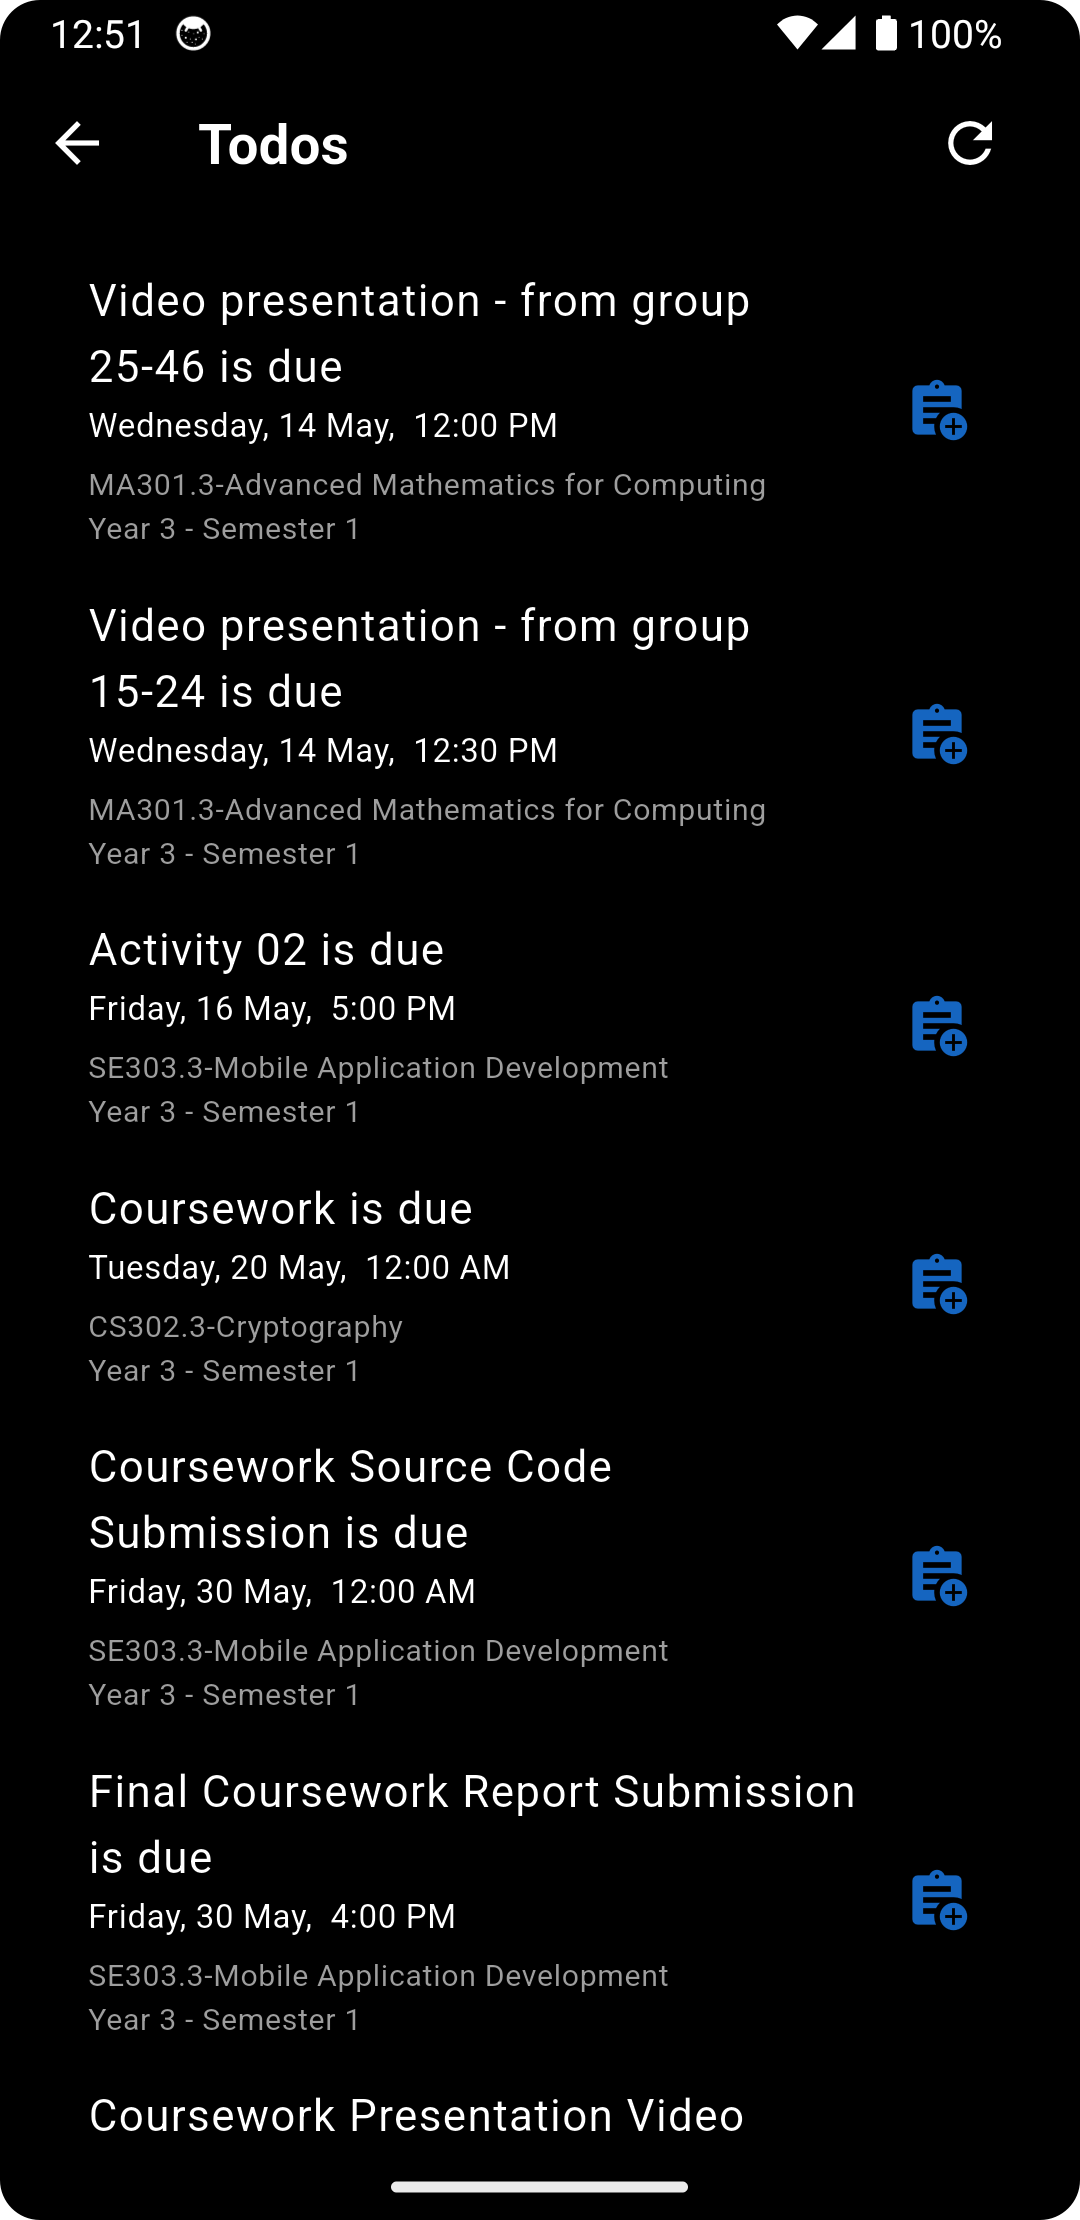 12:51
100%
Todos
Video presentation - from group
25-46 is due
Wednesday, 14 May, 12:00 PM
MA301.3-Advanced Mathematics for Computing
Year 3 - Semester 1
Video presentation - from group
15-24 is due
Wednesday, 14 May, 12:30 PM
MA301.3-Advanced Mathematics for Computing
Year 3 - Semester 1
Activity 02 is due
Friday, 16 May, 5:00 PM
SE303.3-Mobile Application Development
Year 3 - Semester 1
Coursework is due
Tuesday, 20 May, 12:00 AM
CS302.3-Cryptography
Year 3 - Semester 1
Coursework Source Code
Submission is due
Friday, 30 May, 12:00 AM
SE303.3-Mobile Application Development
Year 3 - Semester 1
Final Coursework Report Submission
is due
Friday, 30 May, 4:00 PM
SE303.3-Mobile Application Development
Year 3 - Semester 1
Coursework Presentation Video